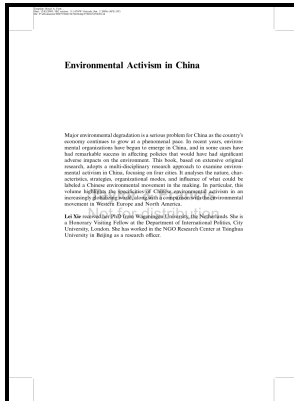 Environmental Activism in China
Major environmental degradation is a serious problem for China as the country's
economy continues to grow at a phenomenal pace. In recent years, environ-
mental organizations have begun to emerge in China, and in some cases have
had remarkable success in affecting policies that would have had significant
adverse impacts on the environment. This book, based on extensive original
research, adopts a multi-disciplinary research approach to examine environ-
mental activism in China, focusing on four cities. It analyses the nature, char-
acteristics, strategies, organizational modes, and influence of what could be
labeled a Chinese environmental movement in the making. In particular, this
volume highlights the specificities of Chinese environmental activism in an
increasingly globalizing world, along with a comparison with the environmental
movement in Western Europe and North America.
Not for distribution
Lei Xie received her PhD from Wageningen University, the Netherlands. She is
a Honorary Visiting Fellow at the Department of International Politics, City
University, London. She has worked in the NGO Research Center at Tsinghua
University in Beijing as a research officer.